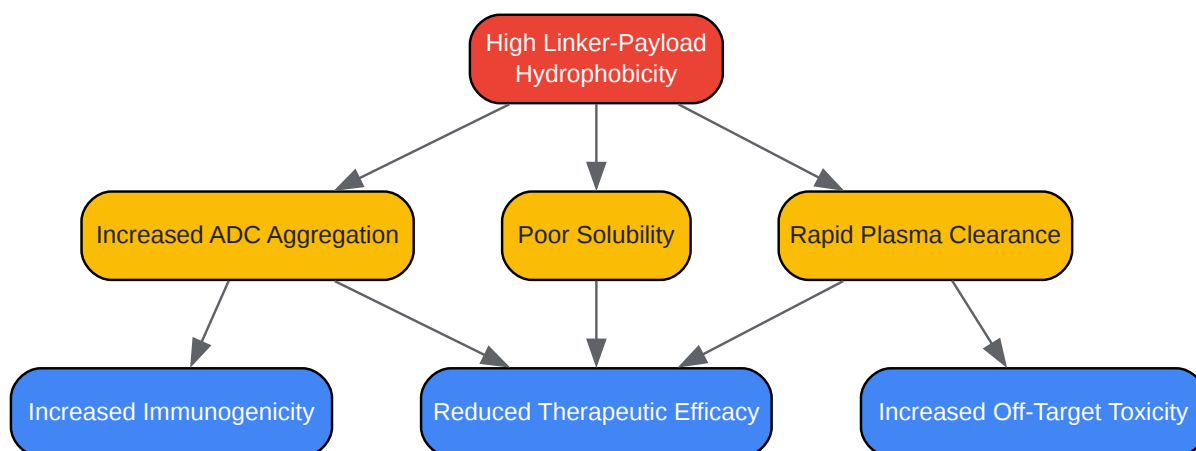 High Linker-Payload
Hydrophobicity
Increased ADC Aggregation
Poor Solubility
Rapid Plasma Clearance
Increased Immunogenicity
Reduced Therapeutic Efficacy
Increased Off-Target Toxicity